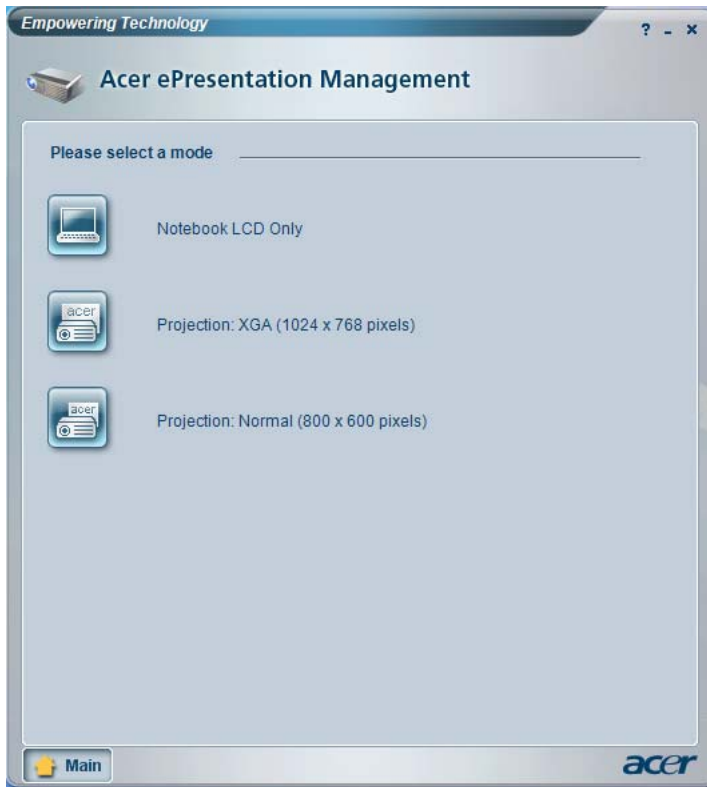 Empowering Technology
? - ×
Acer ePresentation Management
Please select a mode
Notebook LCD Only
acer
Projection: XGA (1024 x 768 pixels)
acer
Projection: Normal (800 x 600 pixels)
Main
acer